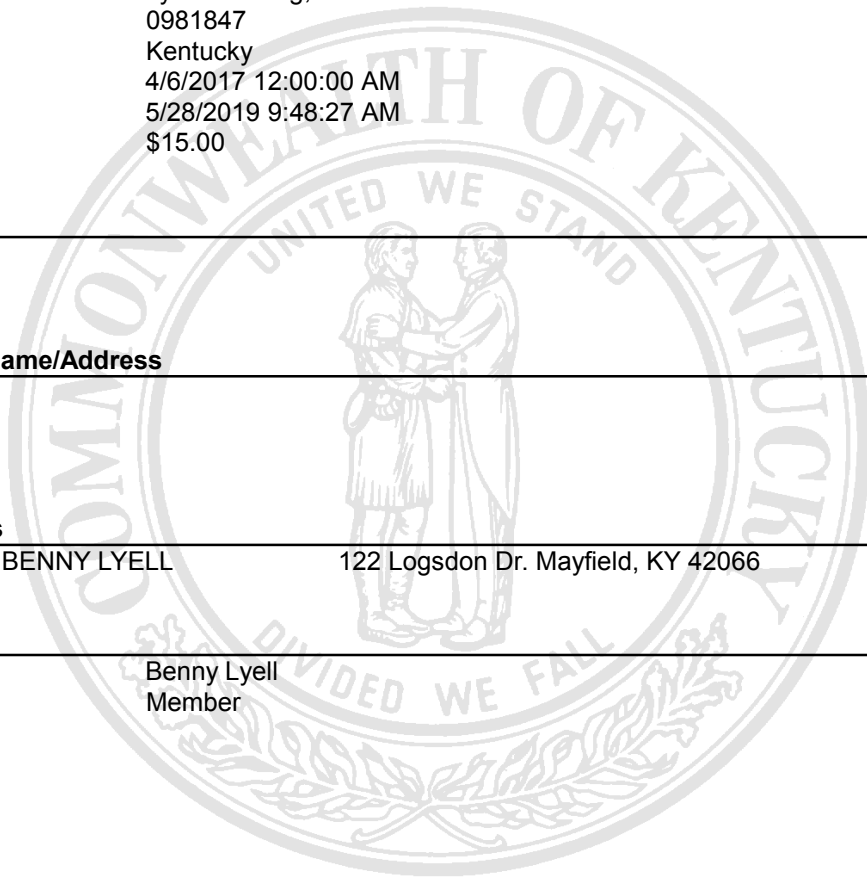 0981847
Kentucky
4/6/2017 12:00:00 AM
5/28/2019 9:48:27 AM
$15.00
COMMONWEALTH OF KENTUCKY
UNITED WE STAND
ame/Address
s
BENNY LYELL 122 Logsdon Dr. Mayfield, KY 42066
DIVIDED WE FALL
Benny Lyell
Member